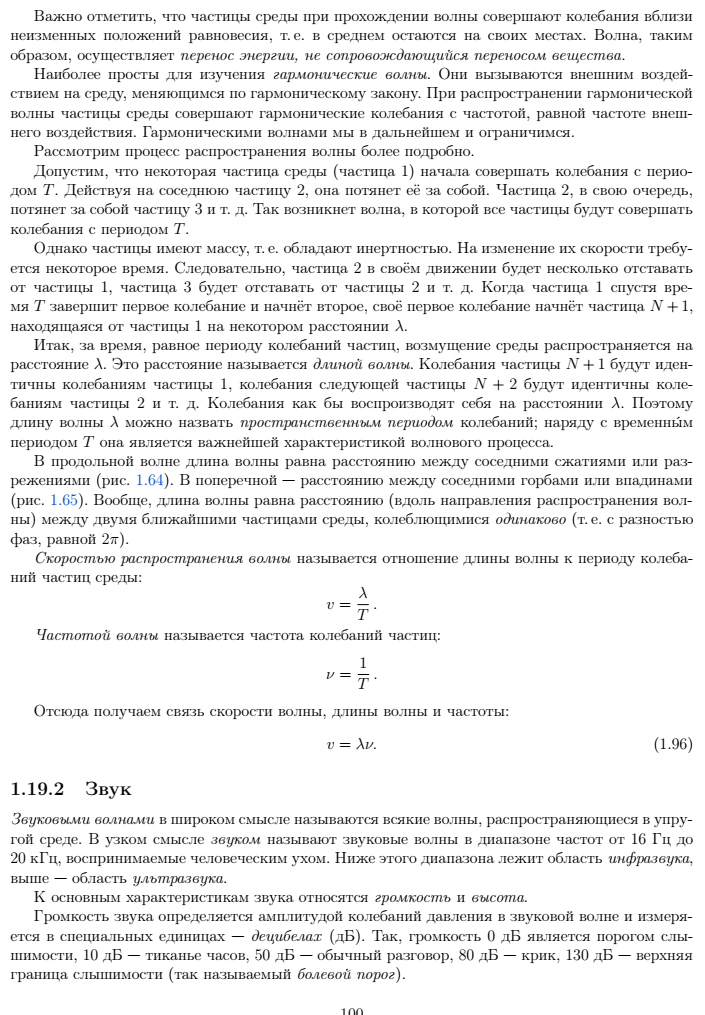 Важно отметить, что частицы среды при прохождении волны совершают колебания вблизи
неизменных положений равновесия, т. е. в среднем остаются на своих местах. Волна, таким
образом, осуществляет перенос энергии, не сопровождающийся переносом вещества.
Наиболее просты для изучения гармонические волны. Они вызываются внешним воздей-
ствием на среду, меняющимся по гармоническому закону. При распространении гармонической
волны частицы среды совершают гармонические колебания с частотой, равной частоте внеш-
него воздействия. Гармоническими волнами мы в дальнейшем и ограничимся.
Рассмотрим процесс распространения волны более подробно.
Допустим, что некоторая частица среды (частица 1) начала совершать колебания с перио-
дом T. Действуя на соседнюю частицу 2, она потянет её за собой. Частица 2, в свою очередь,
потянет за собой частицу 3 и т. д. Так возникнет волна, в которой все частицы будут совершать
колебания с периодом T.
Однако частицы имеют массу, т. е. обладают инертностью. На изменение их скорости требу-
ется некоторое время. Следовательно, частица 2 в своём движении будет несколько отставать
от частицы 1, частица 3 будет отставать от частицы 2 и т. д. Когда частица 1 спустя вре-
мя T завершит первое колебание и начнёт второе, своё первое колебание начнёт частица N + 1,
находящаяся от частицы 1 на некотором расстоянии λ.
Итак, за время, равное периоду колебаний частиц, возмущение среды распространяется на
расстояние λ. Это расстояние называется длиной волны. Колебания частицы N + 1 будут иден-
тичны колебаниям частицы 1, колебания следующей частицы N + 2 будут идентичны коле-
баниям частицы 2 и т. д. Колебания как бы воспроизводят себя на расстоянии λ. Поэтому
длину волны λ можно назвать пространственным периодом колебаний; наряду с временны́м
периодом T она является важнейшей характеристикой волнового процесса.
В продольной волне длина волны равна расстоянию между соседними сжатиями или раз-
режениями (рис. 1.64). В поперечной — расстоянию между соседними горбами или впадинами
(рис. 1.65). Вообще, длина волны равна расстоянию (вдоль направления распространения вол-
ны) между двумя ближайшими частицами среды, колеблющимися одинаково (т. е. с разностью
фаз, равной 2π).
Скоростью распространения волны называется отношение длины волны к периоду колеба-
ний частиц среды:
v = λ/T .
Частотой волны называется частота колебаний частиц:
ν = 1/T .
Отсюда получаем связь скорости волны, длины волны и частоты:
v = λν. (1.96)
1.19.2 Звук
Звуковыми волнами в широком смысле называются всякие волны, распространяющиеся в упру-
гой среде. В узком смысле звуком называют звуковые волны в диапазоне частот от 16 Гц до
20 кГц, воспринимаемые человеческим ухом. Ниже этого диапазона лежит область инфразвука,
выше — область ультразвука.
К основным характеристикам звука относятся громкость и высота.
Громкость звука определяется амплитудой колебаний давления в звуковой волне и измеря-
ется в специальных единицах — децибелах (дБ). Так, громкость 0 дБ является порогом слы-
шимости, 10 дБ — тиканье часов, 50 дБ — обычный разговор, 80 дБ — крик, 130 дБ — верхняя
граница слышимости (так называемый болевой порог).
100